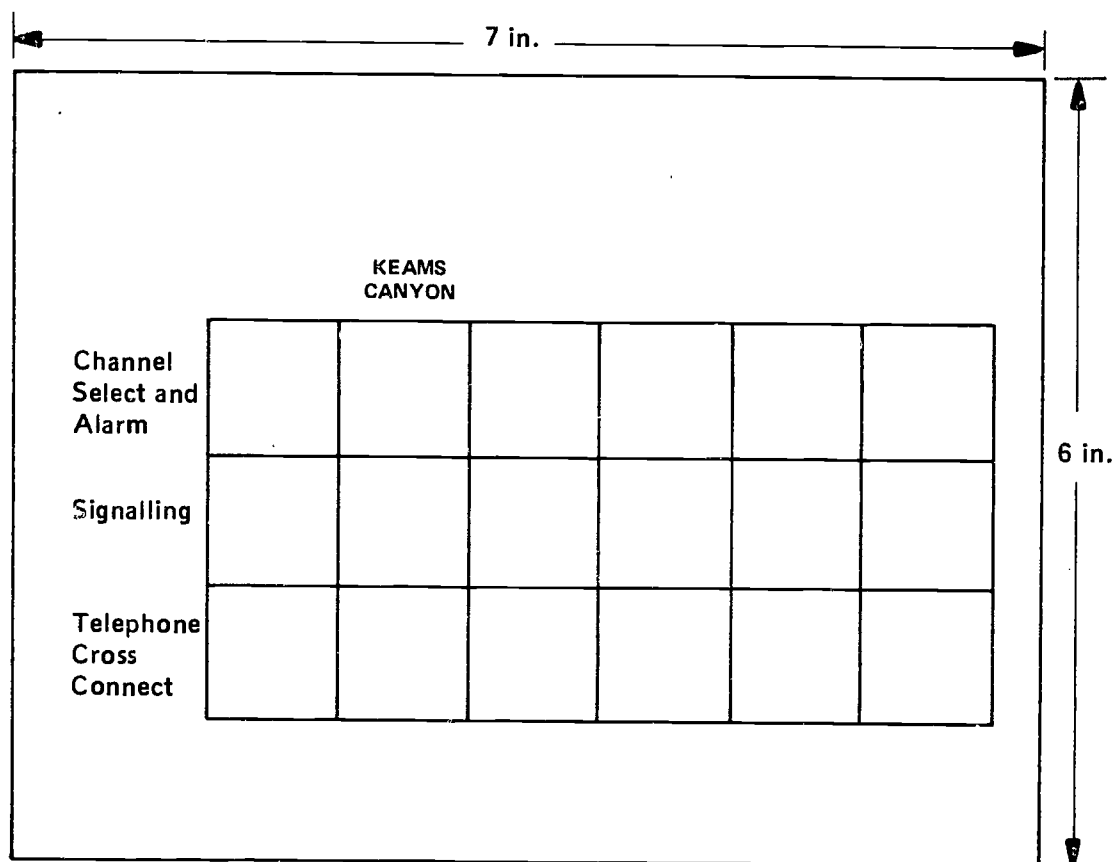 7 in.
KEAMS
CANYON
Channel
Select and
Alarm
6 in.
Signalling
Telephone
Cross
Connect